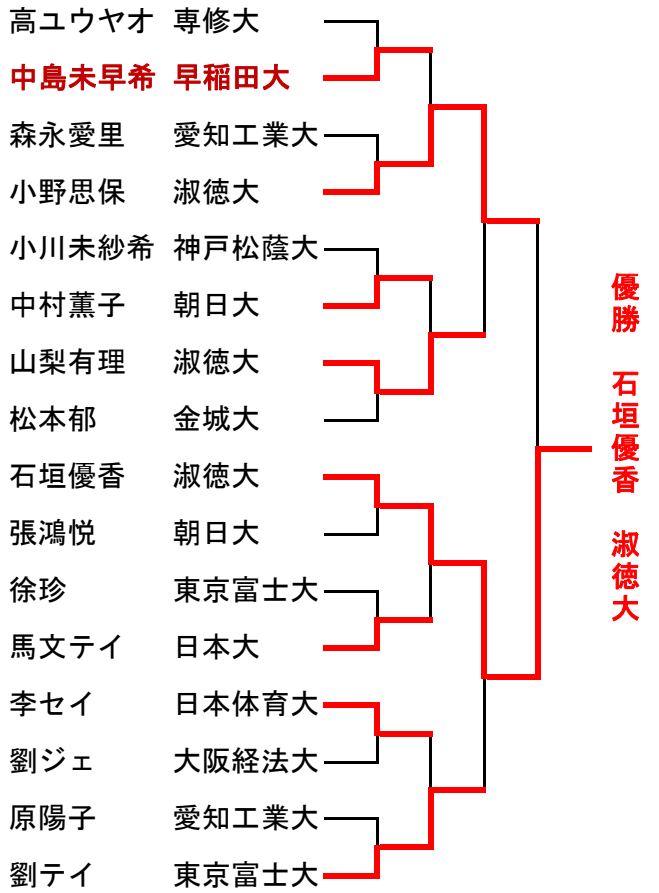 高ユウヤオ 専修大
中島未早希 早稲田大
森永愛里 愛知工業大
小野思保 淑徳大
小川未紗希 神戸松蔭大
中村薫子 朝日大
山梨有理 淑徳大
松本郁 金城大
石垣優香 淑徳大
張鴻悦 朝日大
徐珍 東京富士大
馬文テイ 日本大
李セイ 日本体育大
劉ジェ 大阪経法大
原陽子 愛知工業大
劉テイ 東京富士大
優勝 石垣優香 淑徳大